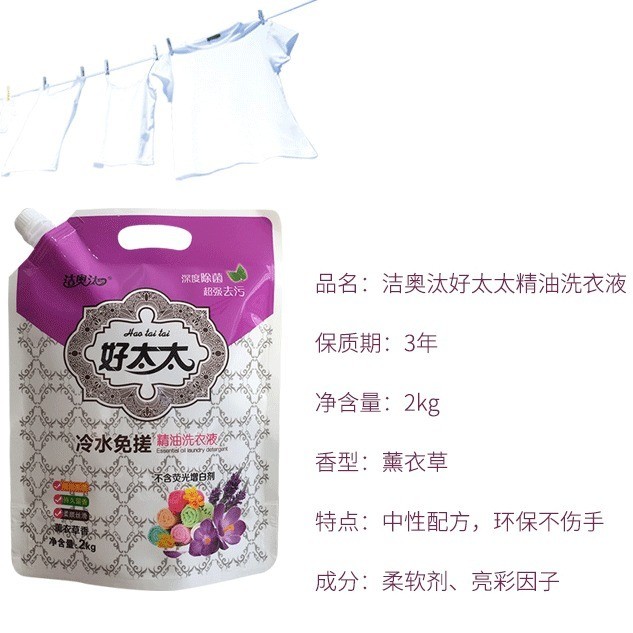 洁奥汰®
深度除菌
超强去污
Hao tai tai
好太太
冷水免搓 精油洗衣液
Essential oil laundry detergent
不含荧光增白剂
持久留香
薰衣草香
净含量:2kg
品名：洁奥汰好太太精油洗衣液
保质期：3年
净含量：2kg
香型：薰衣草
特点：中性配方，环保不伤手
成分：柔软剂、亮彩因子